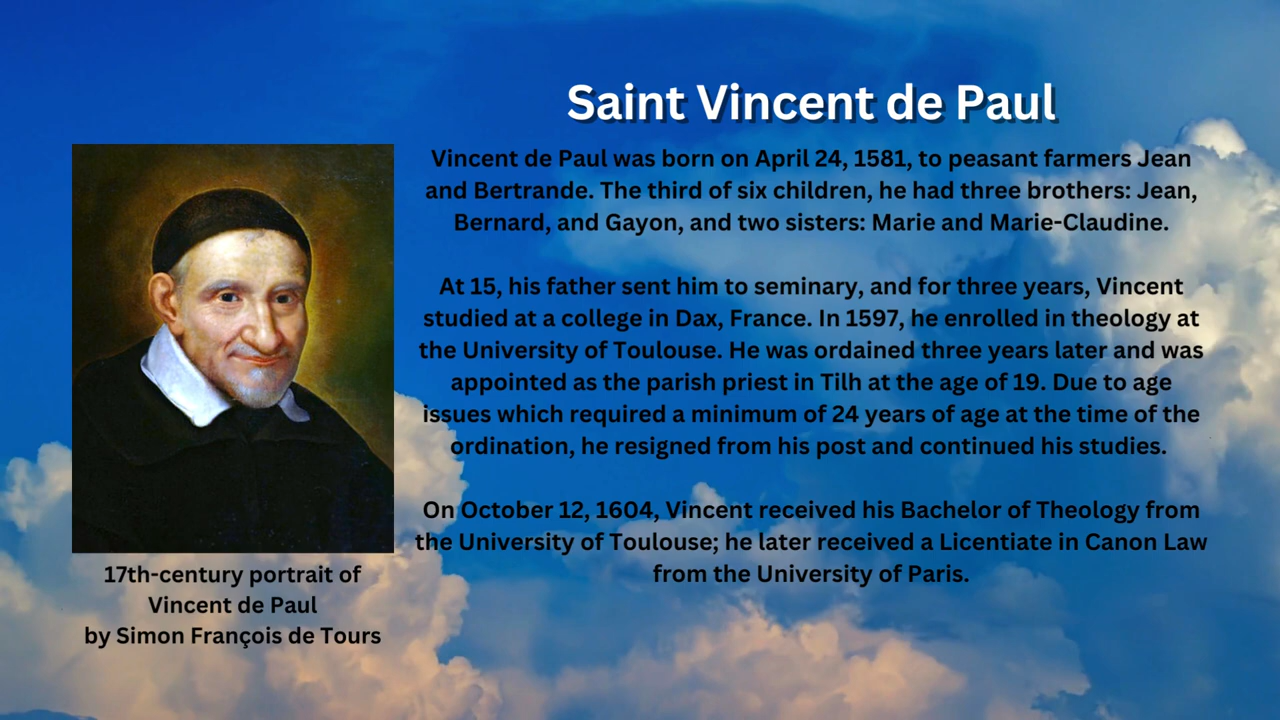 Saint Vincent de Paul
Vincent de Paul was born on April 24, 1581, to peasant farmers Jean
and Bertrande. The third of six children, he had three brothers: Jean,
Bernard, and Gayon, and two sisters: Marie and Marie-Claudine.
At 15, his father sent him to seminary, and for three years, Vincent
studied at a college in Dax, France. In 1597, he enrolled in theology at
the University of Toulouse. He was ordained three years later and was
appointed as the parish priest in Tilh at the age of 19. Due to age
issues which required a minimum of 24 years of age at the time of the
ordination, he resigned from his post and continued his studies.
On October 12, 1604, Vincent received his Bachelor of Theology from
the University of Toulouse; he later received a Licentiate in Canon Law
from the University of Paris.
17th-century portrait of
Vincent de Paul
by Simon François de Tours